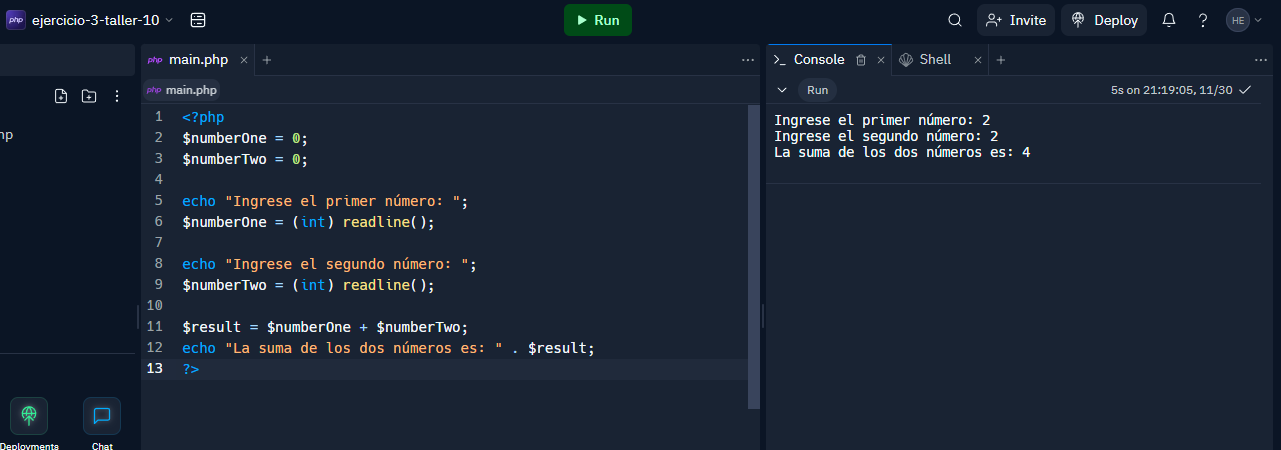 php ejercicio-3-taller-10
Run
Invite
Deploy
?
HE
php main.php × +
Console ×
Shell × +
php main.php
Run
5s on 21:19:05, 11/30
np
1 <?php
2 $numberOne = 0;
3 $numberTwo = 0;
4
5 echo "Ingrese el primer número: ";
6 $numberOne = (int) readline();
7
8 echo "Ingrese el segundo número: ";
9 $numberTwo = (int) readline();
10
11 $result = $numberOne + $numberTwo;
12 echo "La suma de los dos números es: " . $result;
13 ?>
Ingrese el primer número: 2
Ingrese el segundo número: 2
La suma de los dos números es: 4
Deployments
Chat